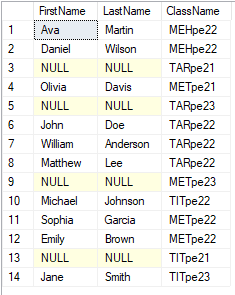 FirstName LastName ClassName
1 Ava Martin MEHpe22
2 Daniel Wilson MEHpe22
3 NULL NULL TARpe21
4 Olivia Davis METpe21
5 NULL NULL TARpe23
6 John Doe TARpe22
7 William Anderson TARpe22
8 Matthew Lee TARpe22
9 NULL NULL METpe23
10 Michael Johnson TITpe22
11 Sophia Garcia METpe22
12 Emily Brown METpe22
13 NULL NULL TITpe21
14 Jane Smith TITpe23